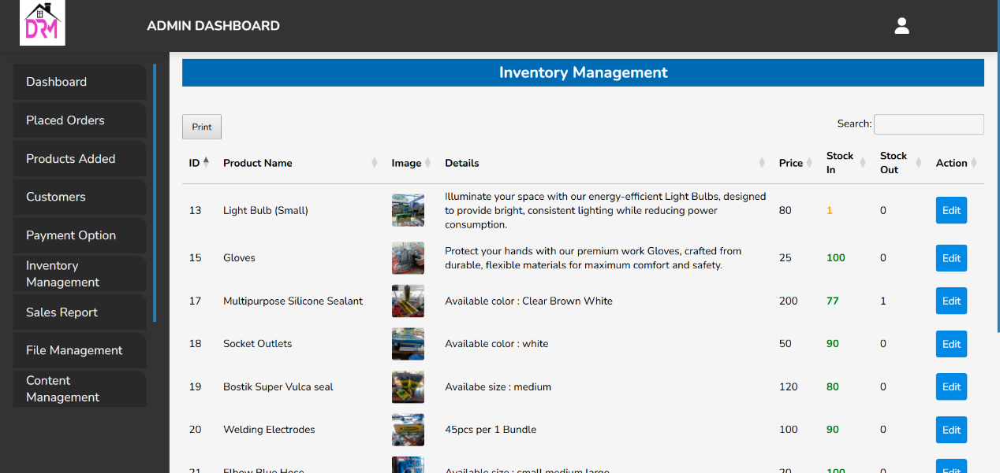 DRM
ADMIN DASHBOARD
Dashboard
Placed Orders
Products Added
Customers
Payment Option
Inventory
Management
Sales Report
File Management
Content
Management
Inventory Management
Print
Search:
ID Product Name Image Details Price Stock In Stock Out Action
13 Light Bulb (Small) Illuminate your space with our energy-efficient Light Bulbs, designed
to provide bright, consistent lighting while reducing power
consumption. 80 1 0 Edit
15 Gloves Protect your hands with our premium work Gloves, crafted from
durable, flexible materials for maximum comfort and safety. 25 100 0 Edit
17 Multipurpose Silicone Sealant Available color : Clear Brown White 200 77 1 Edit
18 Socket Outlets Available color : white 50 90 0 Edit
19 Bostik Super Vulca seal Availabe size : medium 120 80 0 Edit
20 Welding Electrodes 45pcs per 1 Bundle 100 90 0 Edit
21 Elbow Blue Hose Available size : small medium large 20 100 0 Edit